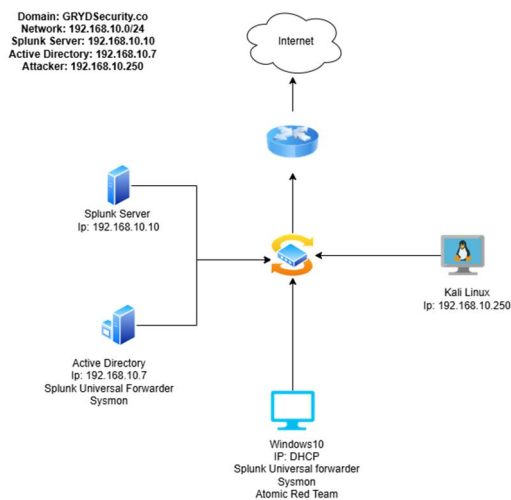 Domain: GRYDSecurity.co
Network: 192.168.10.0/24
Splunk Server: 192.168.10.10
Active Directory: 192.168.10.7
Attacker: 192.168.10.250
Internet
Splunk Server
Ip: 192.168.10.10
Kali Linux
Ip: 192.168.10.250
Active Directory
Ip: 192.168.10.7
Splunk Universal Forwarder
Sysmon
Windows10
IP: DHCP
Splunk Universal forwarder
Sysmon
Atomic Red Team